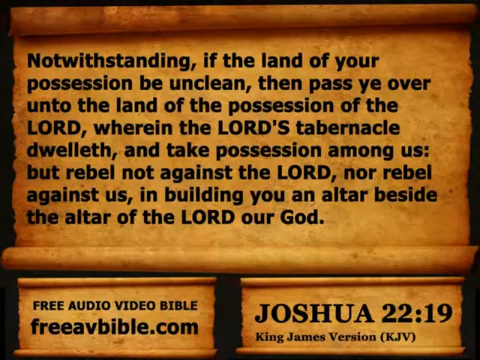 Notwithstanding, if the land of your
possession be unclean, then pass ye over
unto the land of the possession of the
LORD, wherein the LORD'S tabernacle
dwelleth, and take possession among us:
but rebel not against the LORD, nor rebel
against us, in building you an altar beside
the altar of the LORD our God.
FREE AUDIO VIDEO BIBLE
freeavbible.com
JOSHUA 22:19
King James Version (KJV)